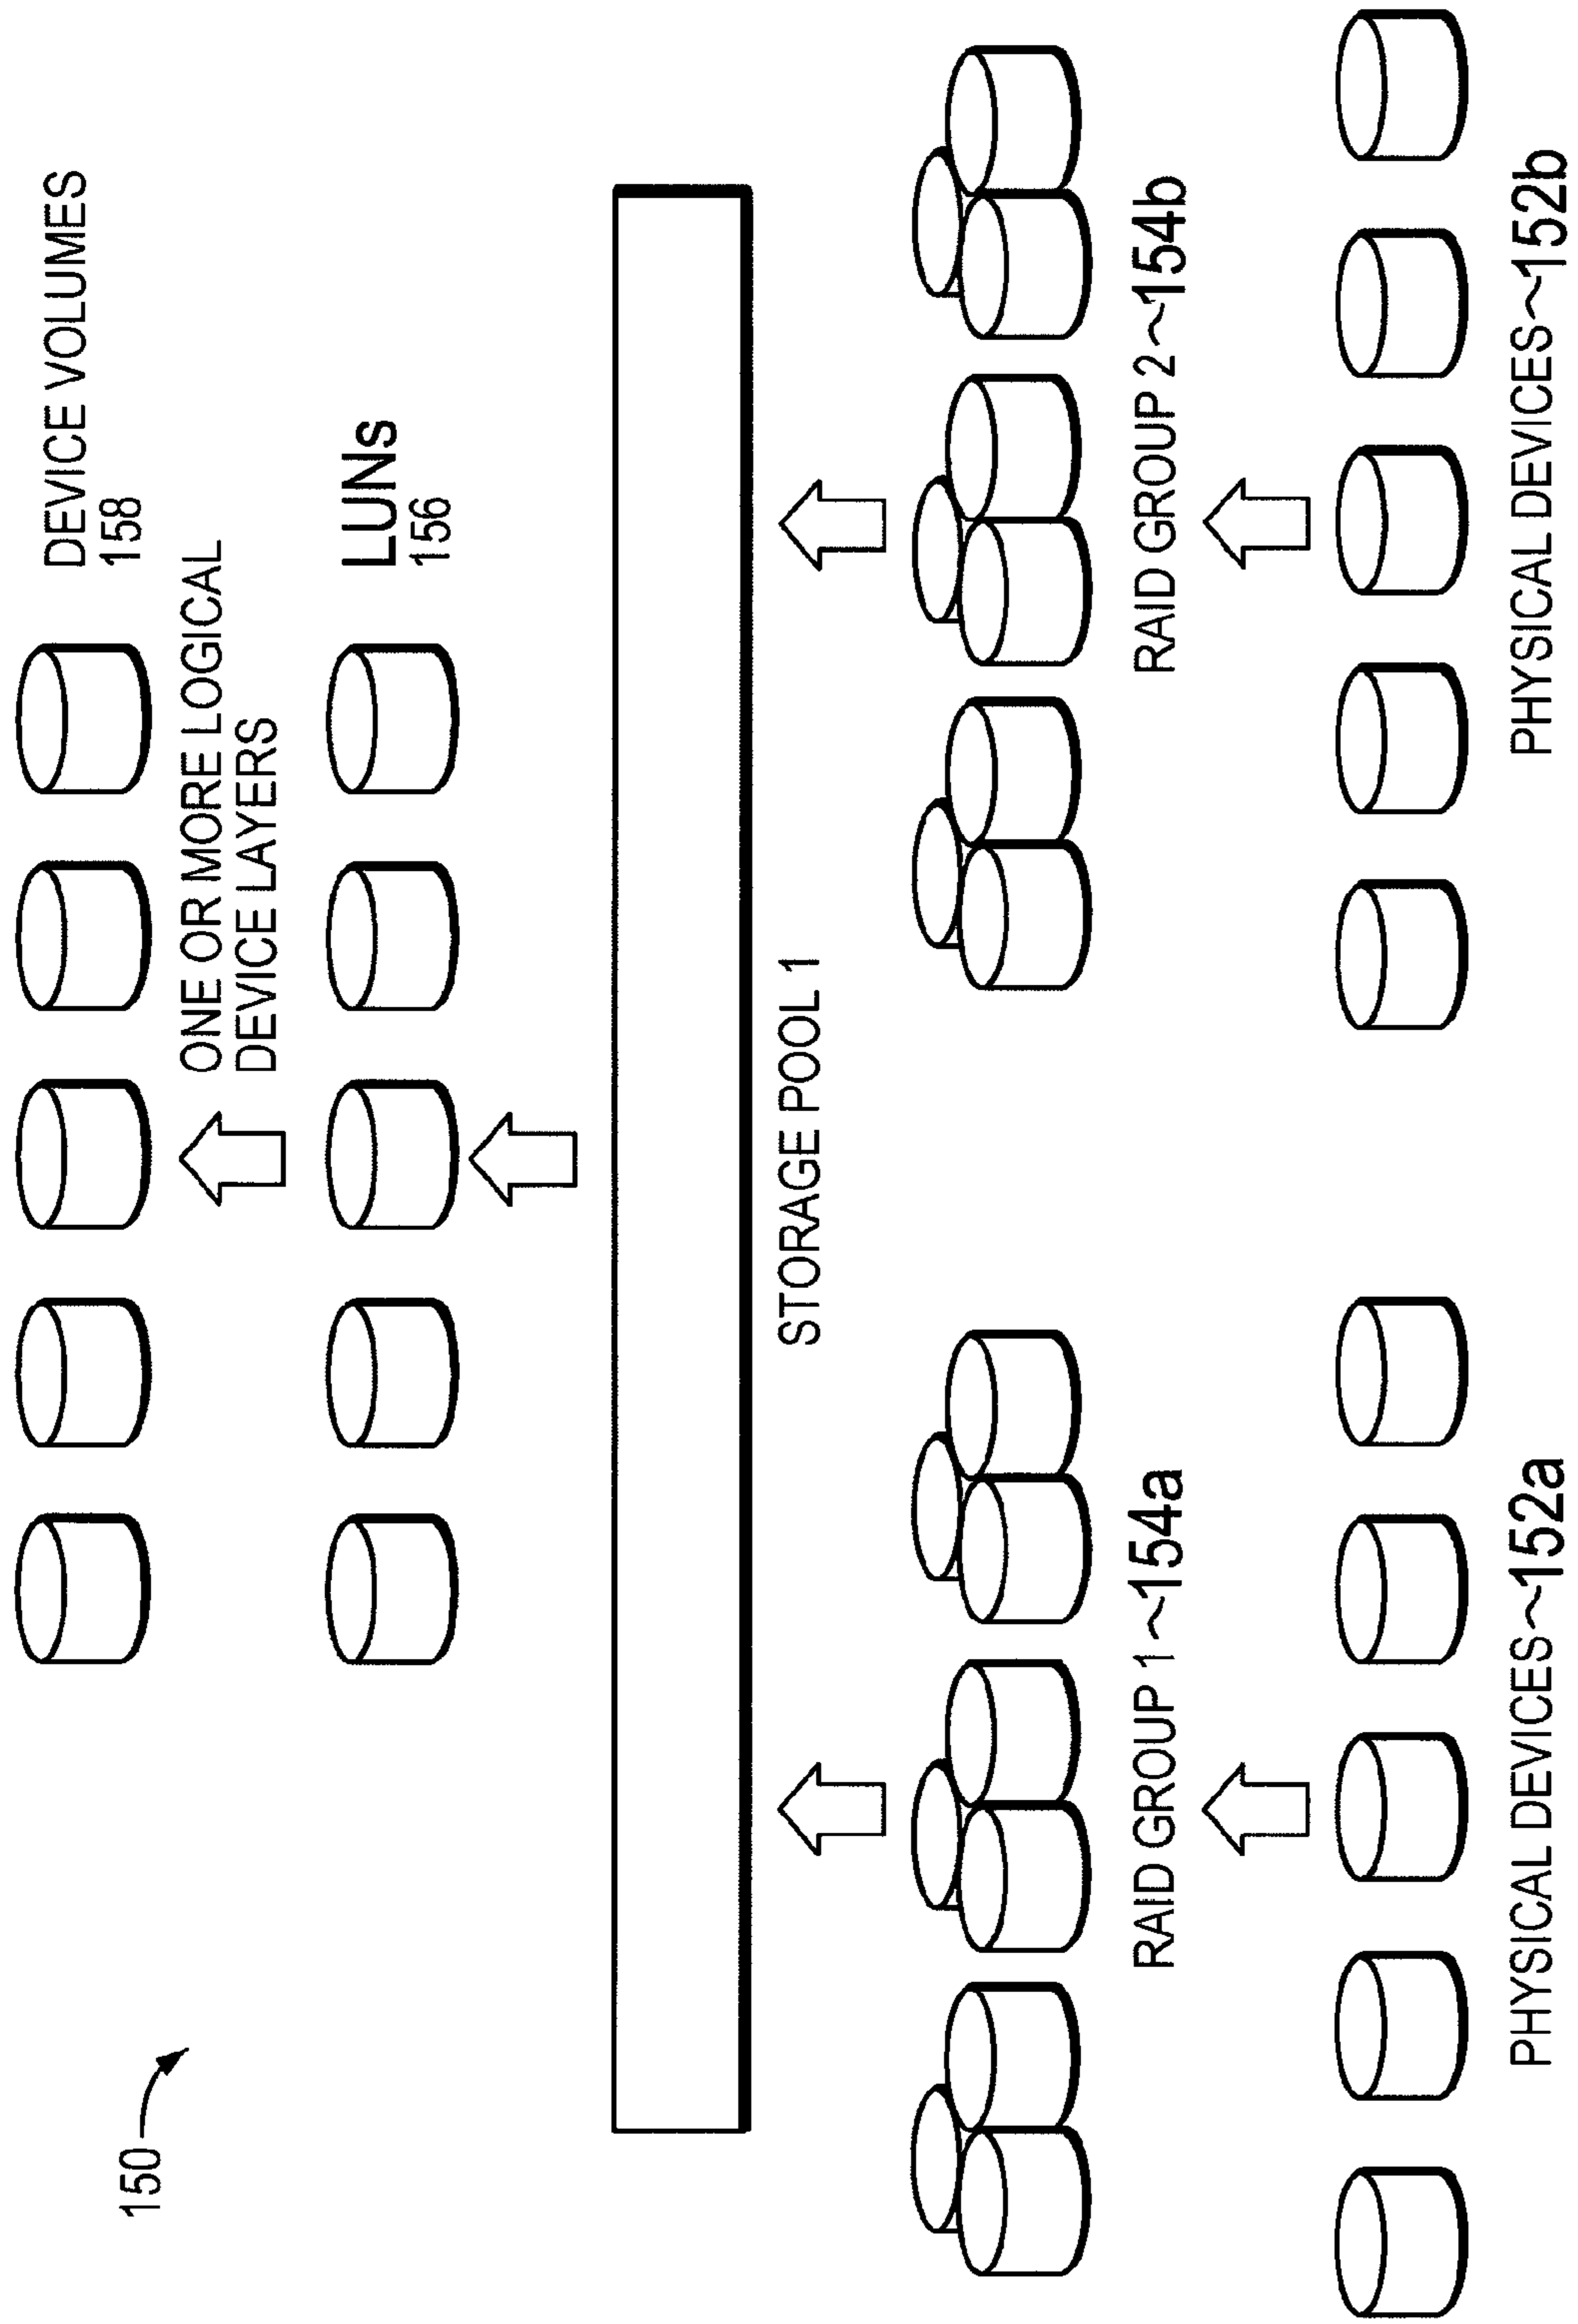 150
DEVICE VOLUMES
158
ONE OR MORE LOGICAL
DEVICE LAYERS
LUNs
156
STORAGE POOL 1
RAID GROUP 1~154a
RAID GROUP 2~154b
PHYSICAL DEVICES~152a
PHYSICAL DEVICES~152b